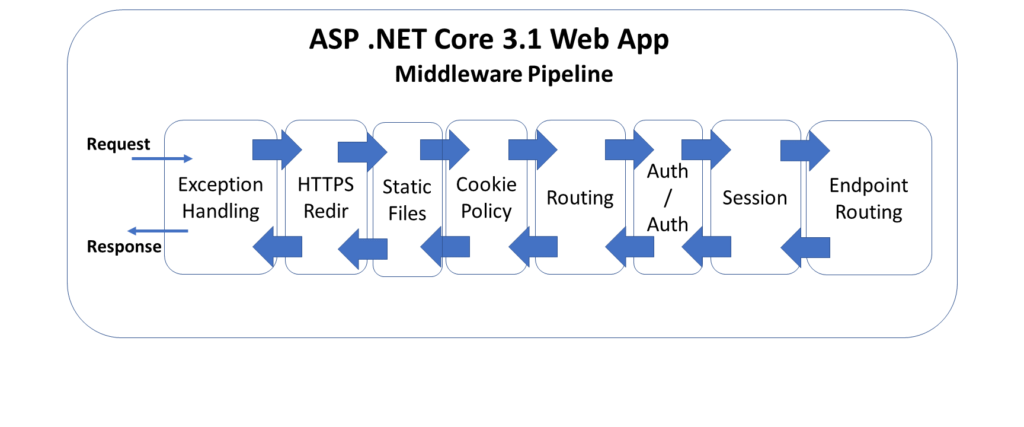 ASP .NET Core 3.1 Web App
Middleware Pipeline
Request
Response
Exception
Handling
HTTPS
Redir
Static
Files
Cookie
Policy
Routing
Auth
/
Auth
Session
Endpoint
Routing